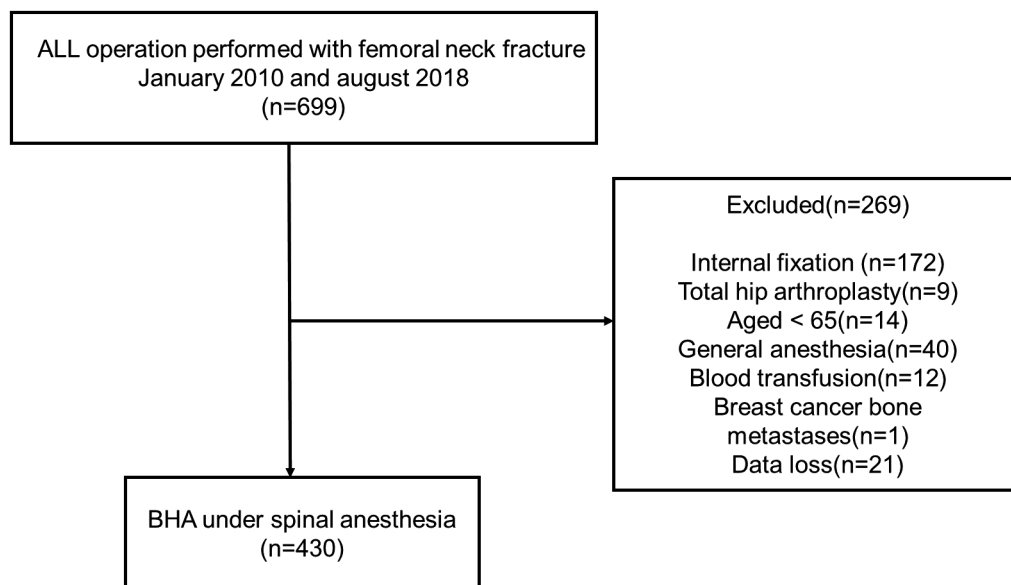 ALL operation performed with femoral neck fracture
January 2010 and august 2018
(n=699)
Excluded(n=269)
Internal fixation (n=172)
Total hip arthroplasty(n=9)
Aged < 65(n=14)
General anesthesia(n=40)
Blood transfusion(n=12)
Breast cancer bone
metastases(n=1)
Data loss(n=21)
BHA under spinal anesthesia
(n=430)